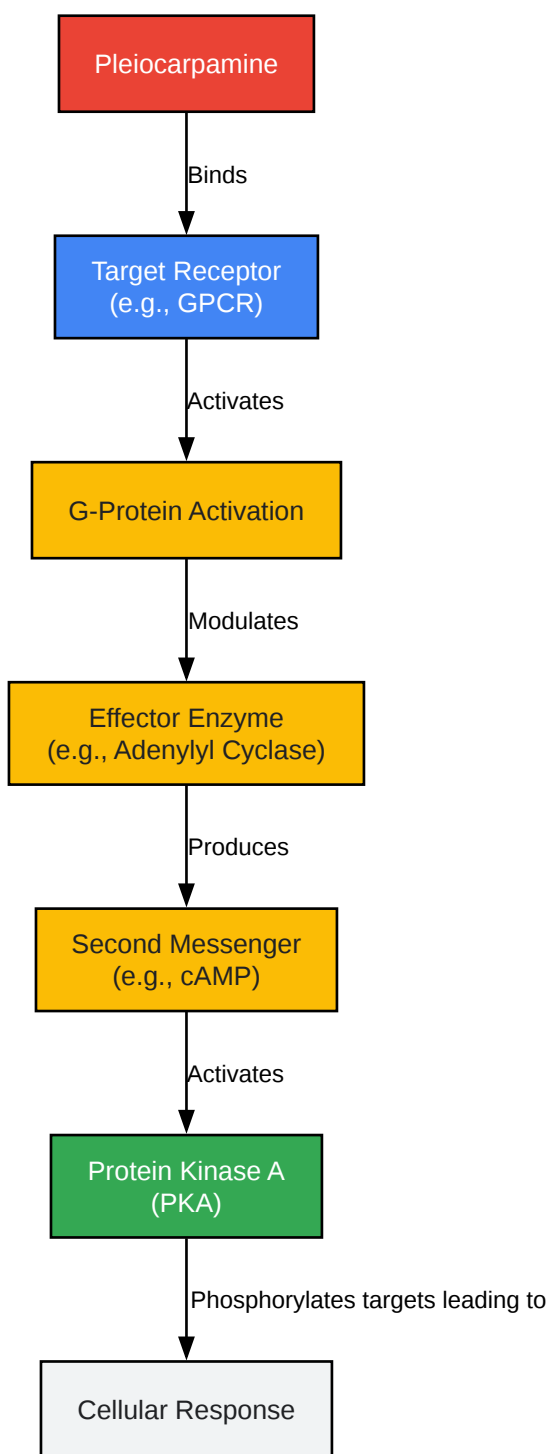 Pleiocarpamine
Binds
Target Receptor
(e.g., GPCR)
Activates
G-Protein Activation
Modulates
Effector Enzyme
(e.g., Adenylyl Cyclase)
Produces
Second Messenger
(e.g., cAMP)
Activates
Protein Kinase A
(PKA)
Phosphorylates targets leading to
Cellular Response